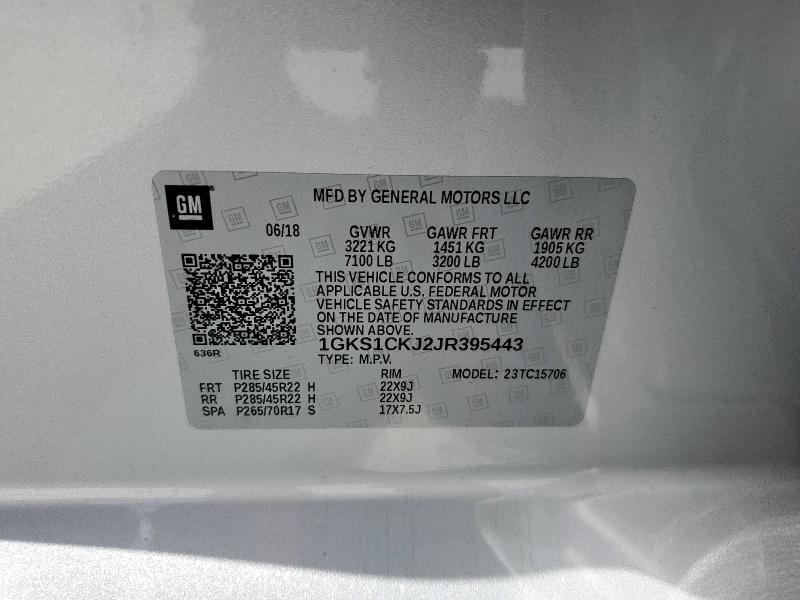 GM
MFD BY GENERAL MOTORS LLC
06/18 GVWR GAWR FRT GAWR RR
3221 KG 1451 KG 1905 KG
7100 LB 3200 LB 4200 LB
THIS VEHICLE CONFORMS TO ALL
APPLICABLE U.S. FEDERAL MOTOR
VEHICLE SAFETY STANDARDS IN EFFECT
ON THE DATE OF MANUFACTURE
SHOWN ABOVE.
1GKS1CKJ2JR395443
636R
TYPE: M.P.V.
TIRE SIZE RIM MODEL: 23TC15706
FRT P285/45R22 H 22X9J
RR P285/45R22 H 22X9J
SPA P265/70R17 S 17X7.5J